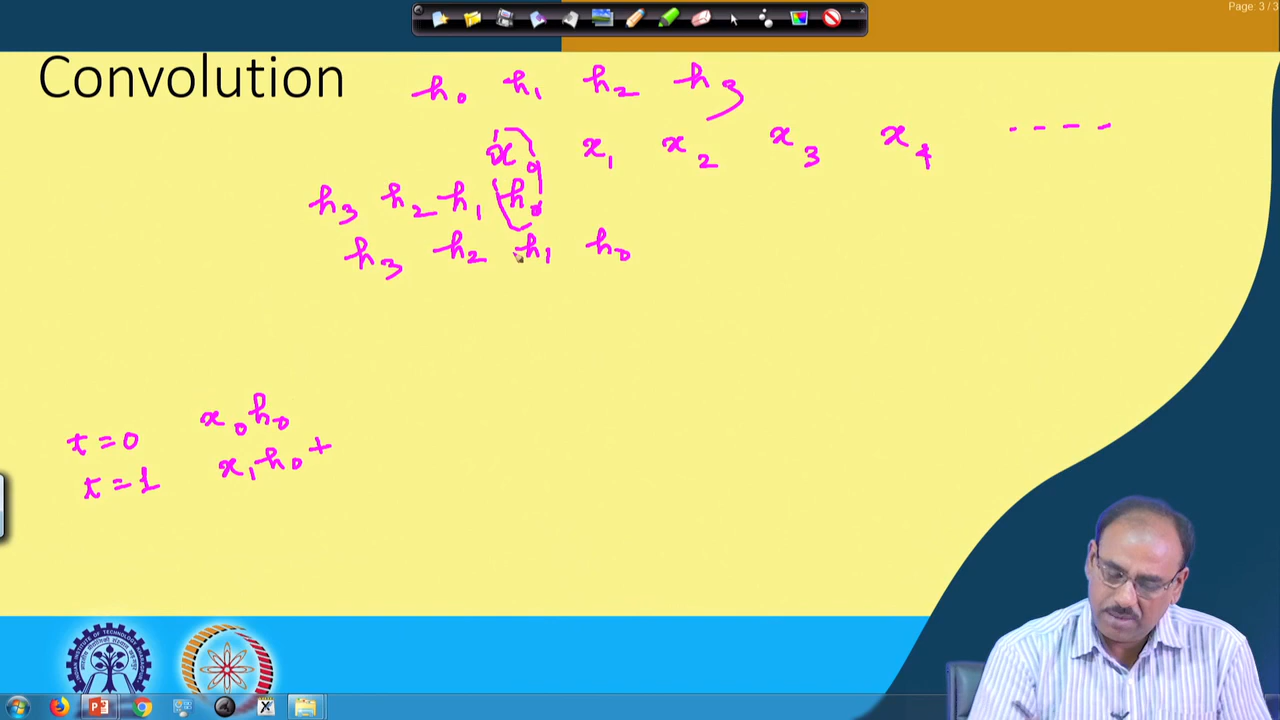 Page: 3 / 3
Convolution
h0 h1 h2 h3
x0 x1 x2 x3 x4 ----
h3 h2 h1 h0
h3 h2 h1 h0
t=0 x0h0
t=1 x1h0+